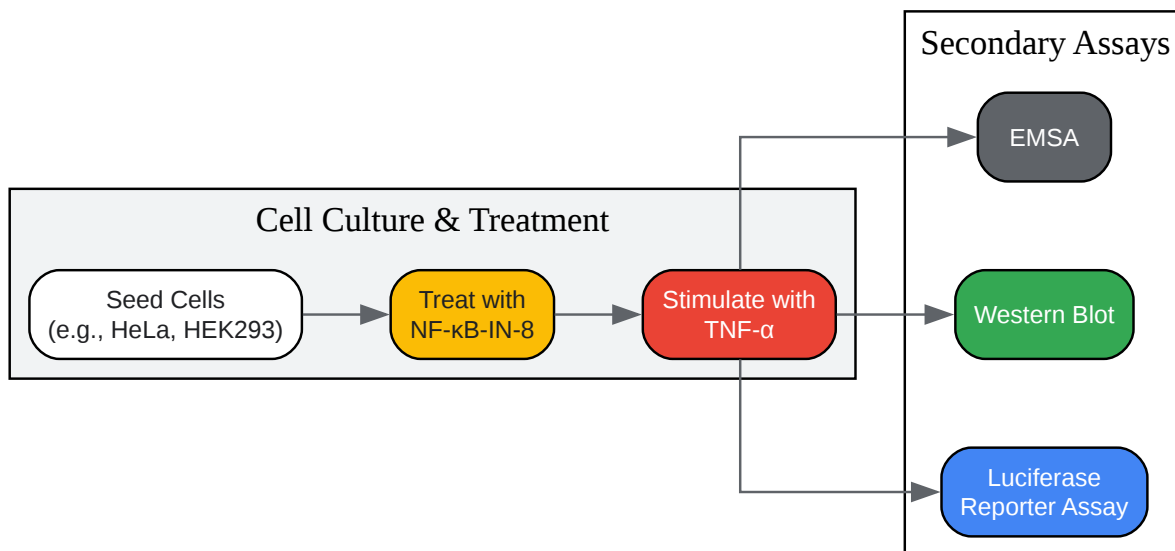 Secondary Assays
EMSA
Cell Culture & Treatment
Seed Cells
(e.g., HeLa, HEK293)
Treat with
NF-κB-IN-8
Stimulate with
TNF-α
Western Blot
Luciferase
Reporter Assay